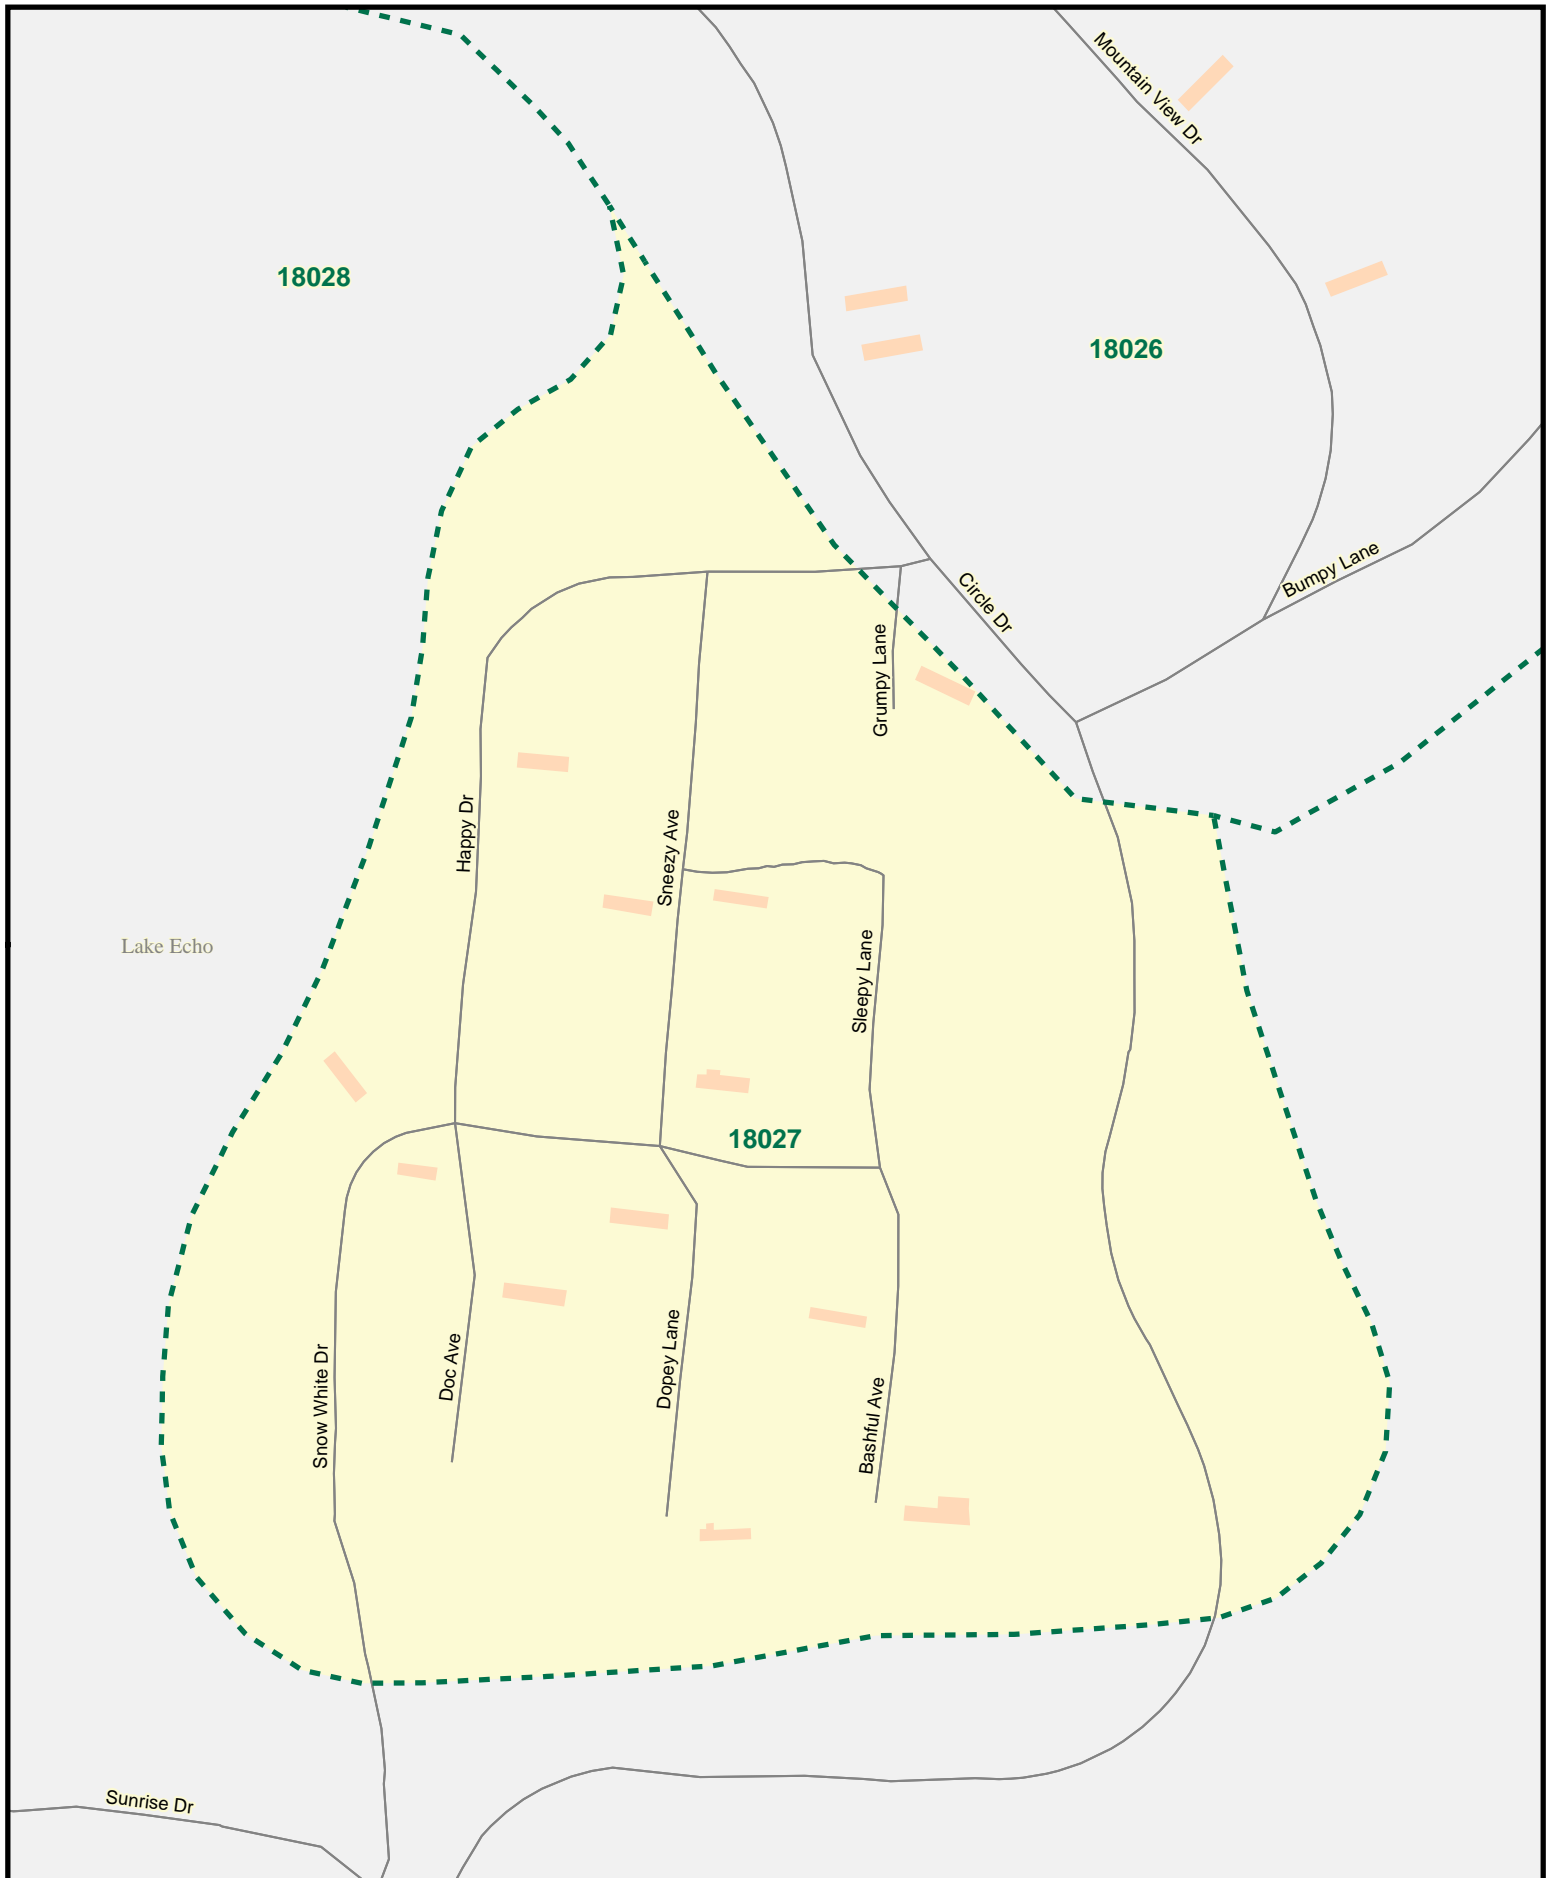 Mountain View Dr
18028
18026
Bumpy Lane
Circle Dr
Grumpy Lane
Happy Dr
Sneezy Ave
Lake Echo
Sleepy Lane
18027
Snow White Dr
Doc Ave
Dopey Lane
Bashful Ave
Sunrise Dr